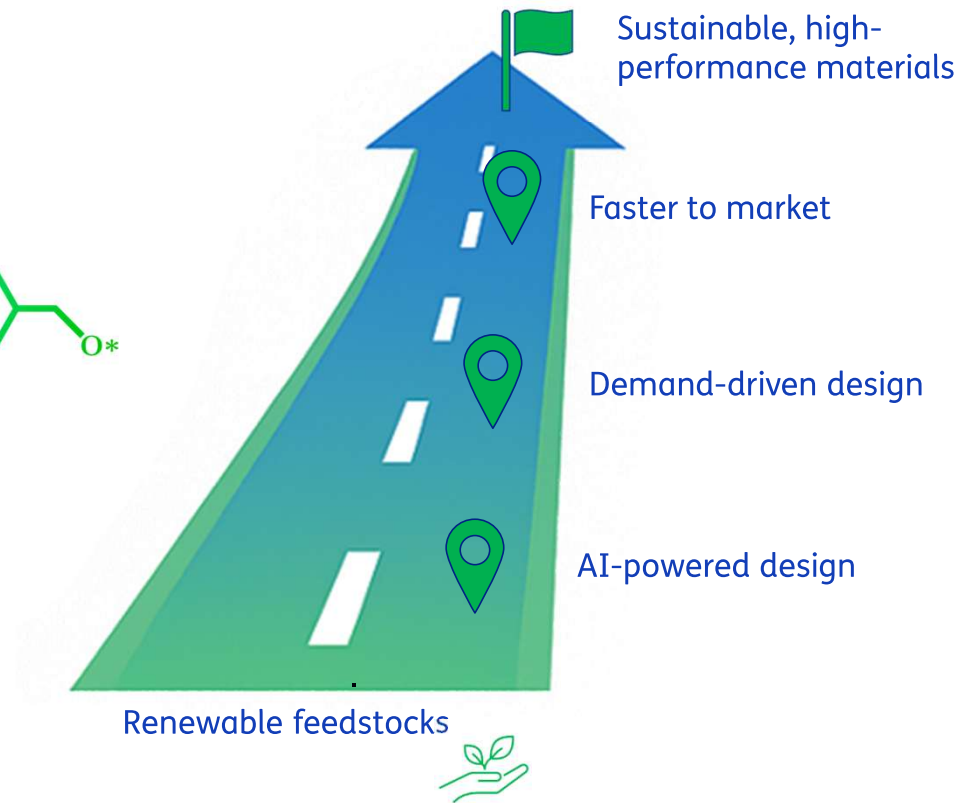 Sustainable, high-
performance materials
Faster to market
O*
Demand-driven design
AI-powered design
Renewable feedstocks